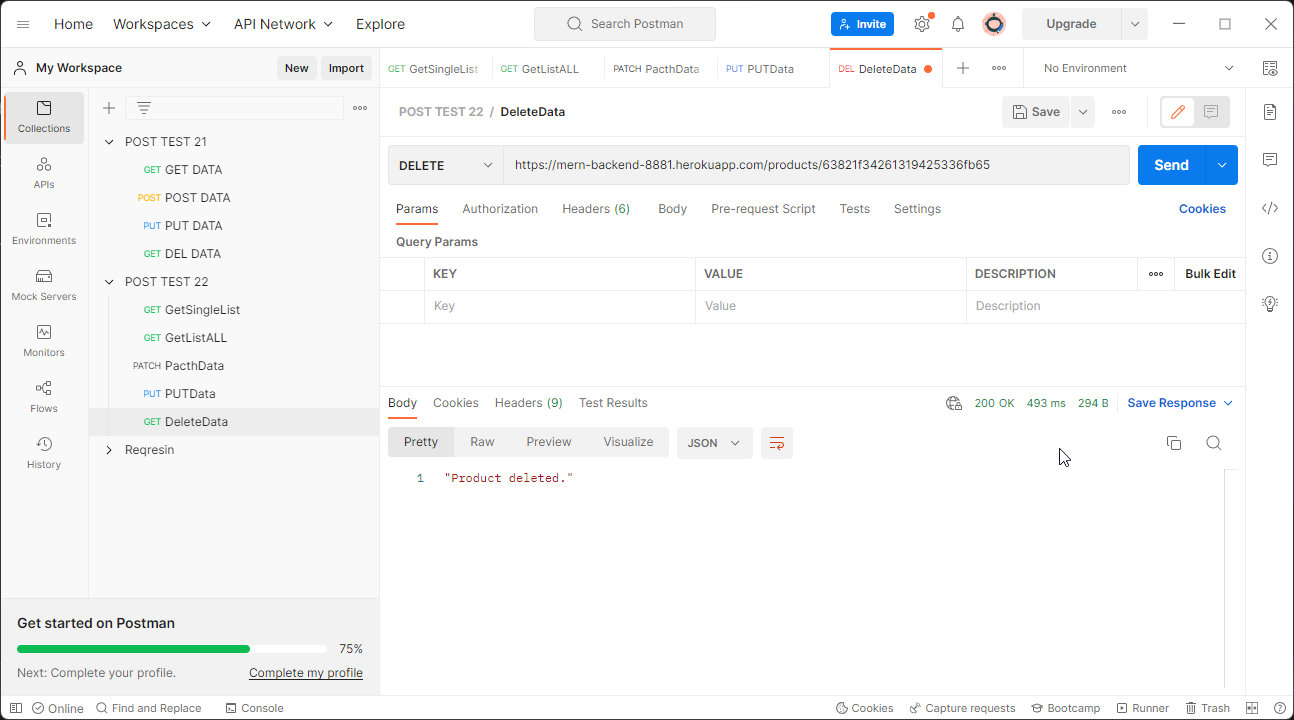 Home Workspaces API Network Explore Search Postman Invite Upgrade
My Workspace New Import GET GetSingleList GET GetListALL PATCH PacthData PUT PUTData DEL DeleteData No Environment
Collections
APIs
Environments
Mock Servers
Monitors
Flows
History
POST TEST 21
GET GET DATA
POST POST DATA
PUT PUT DATA
GET DEL DATA
POST TEST 22
GET GetSingleList
GET GetListALL
PATCH PacthData
PUT PUTData
GET DeleteData
Reqresin
Get started on Postman
75%
Next: Complete your profile. Complete my profile
POST TEST 22 / DeleteData Save
DELETE https://mern-backend-8881.herokuapp.com/products/63821f34261319425336fb65 Send
Params Authorization Headers (6) Body Pre-request Script Tests Settings Cookies
Query Params
KEY VALUE DESCRIPTION Bulk Edit
Key Value Description
Body Cookies Headers (9) Test Results 200 OK 493 ms 294 B Save Response
Pretty Raw Preview Visualize JSON
1 "Product deleted."
Online Find and Replace Console Cookies Capture requests Bootcamp Runner Trash